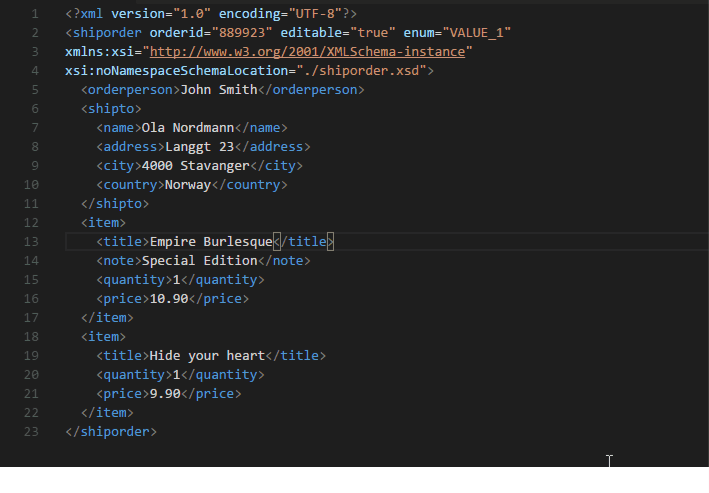 1 <?xml version="1.0" encoding="UTF-8"?>
2 <shiporder orderid="889923" editable="true" enum="VALUE_1"
3 xmlns:xsi="http://www.w3.org/2001/XMLSchema-instance"
4 xsi:noNamespaceSchemaLocation="./shiporder.xsd">
5   <orderperson>John Smith</orderperson>
6   <shipto>
7     <name>Ola Nordmann</name>
8     <address>Langgt 23</address>
9     <city>4000 Stavanger</city>
10     <country>Norway</country>
11   </shipto>
12   <item>
13     <title>Empire Burlesque</title>
14     <note>Special Edition</note>
15     <quantity>1</quantity>
16     <price>10.90</price>
17   </item>
18   <item>
19     <title>Hide your heart</title>
20     <quantity>1</quantity>
21     <price>9.90</price>
22   </item>
23 </shiporder>